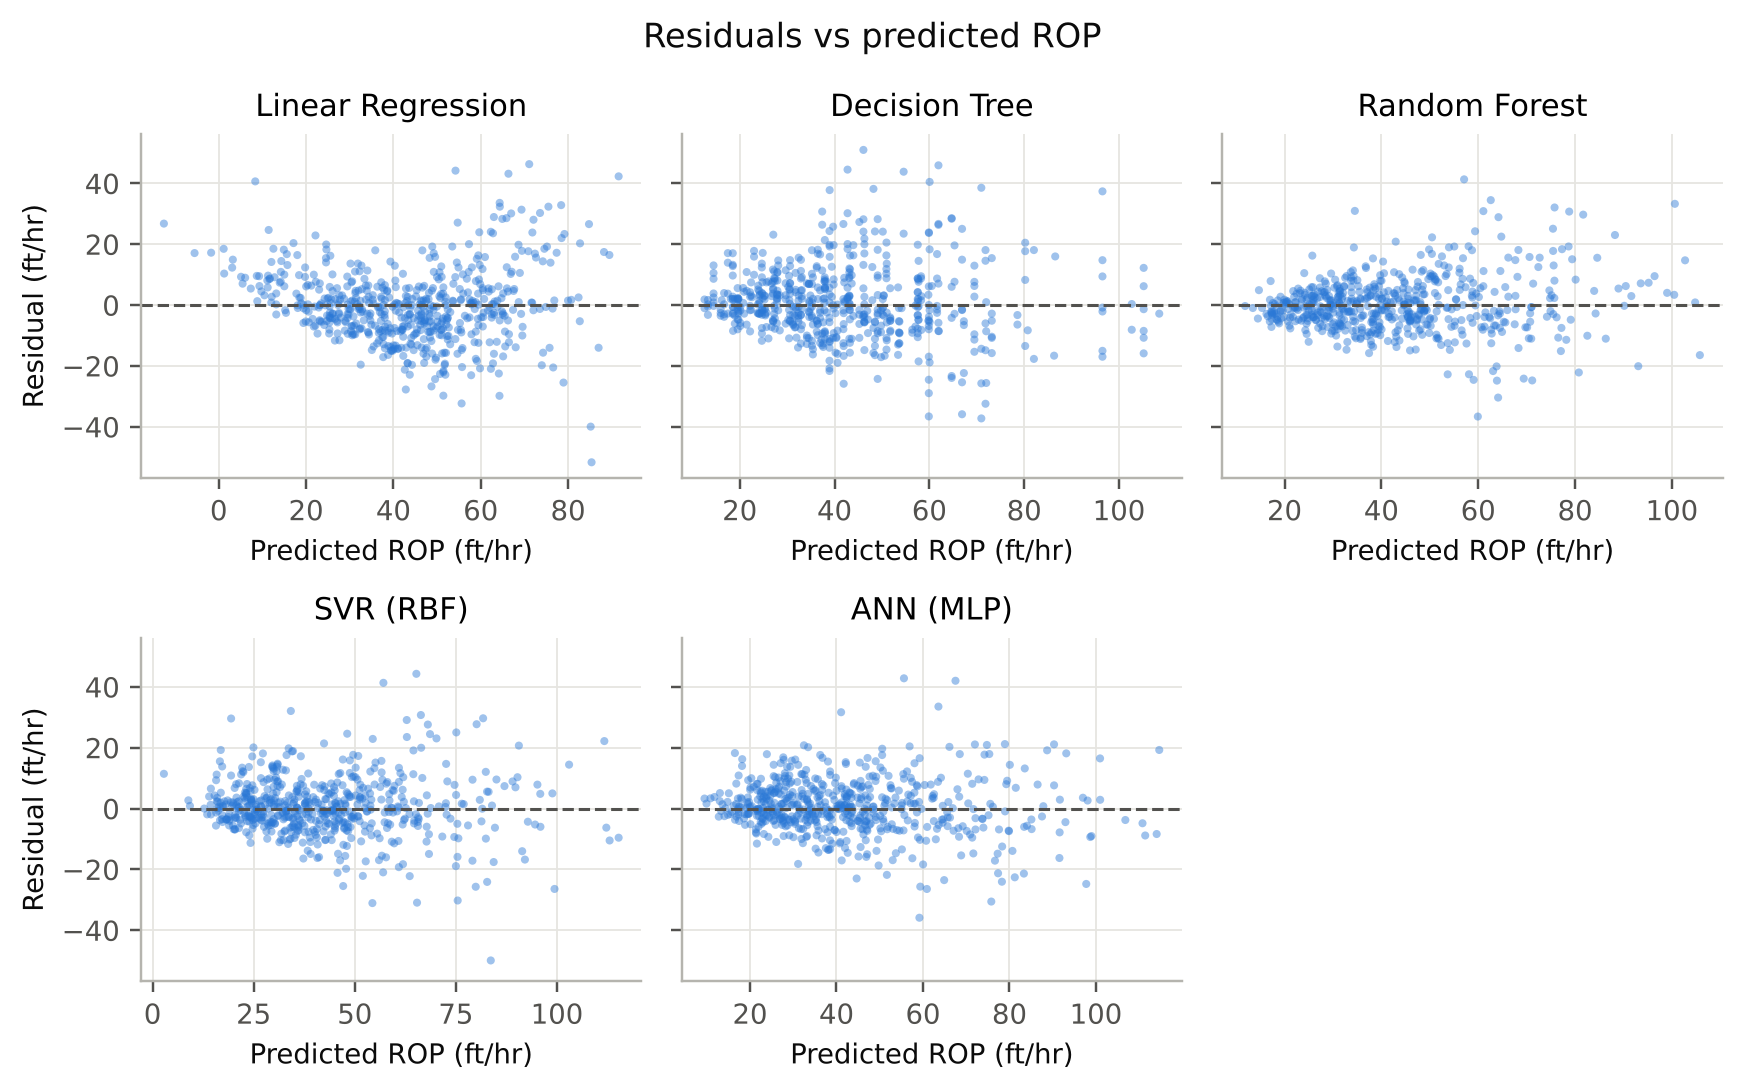 Residuals vs predicted ROP
Linear Regression
Decision Tree
Random Forest
Residual (ft/hr)
40
20
0
−20
−40
0 20 40 60 80
20 40 60 80 100
20 40 60 80 100
Predicted ROP (ft/hr)
Predicted ROP (ft/hr)
Predicted ROP (ft/hr)
SVR (RBF)
ANN (MLP)
Residual (ft/hr)
40
20
0
−20
−40
0 25 50 75 100
20 40 60 80 100
Predicted ROP (ft/hr)
Predicted ROP (ft/hr)